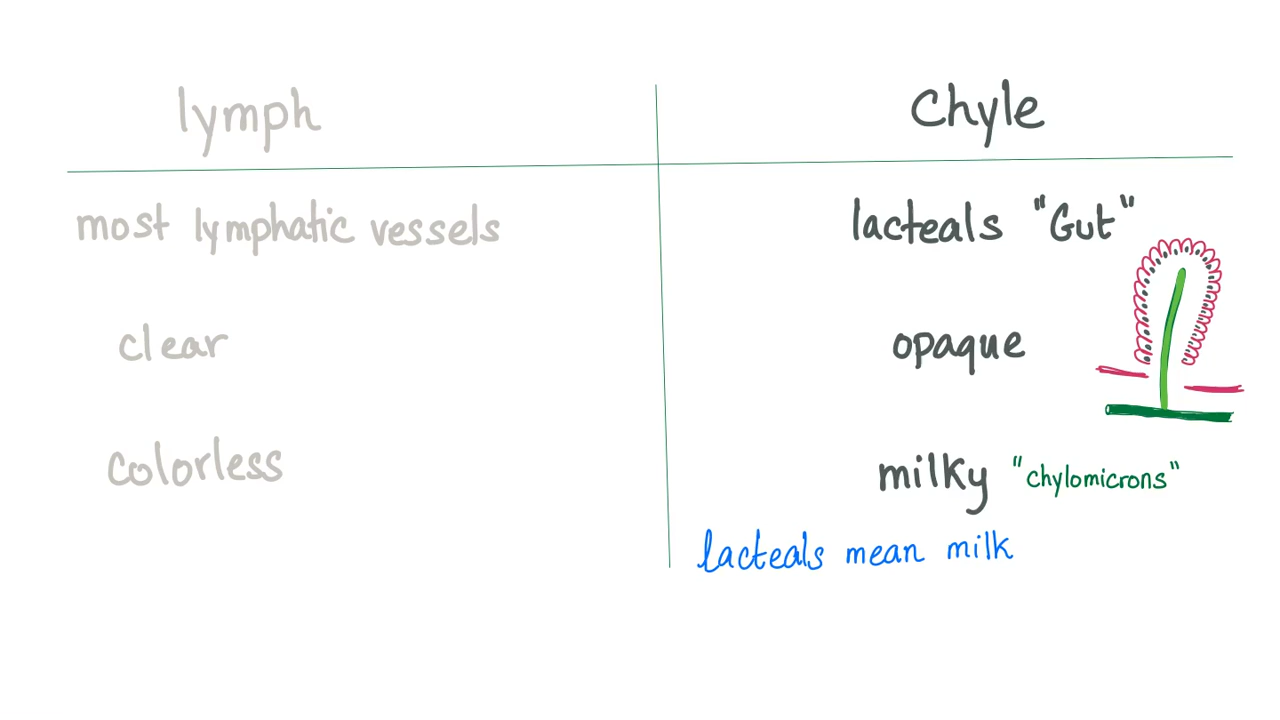 lymph Chyle
most lymphatic vessels lacteals "Gut"
clear opaque
colorless milky "chylomicrons"
lacteals mean milk